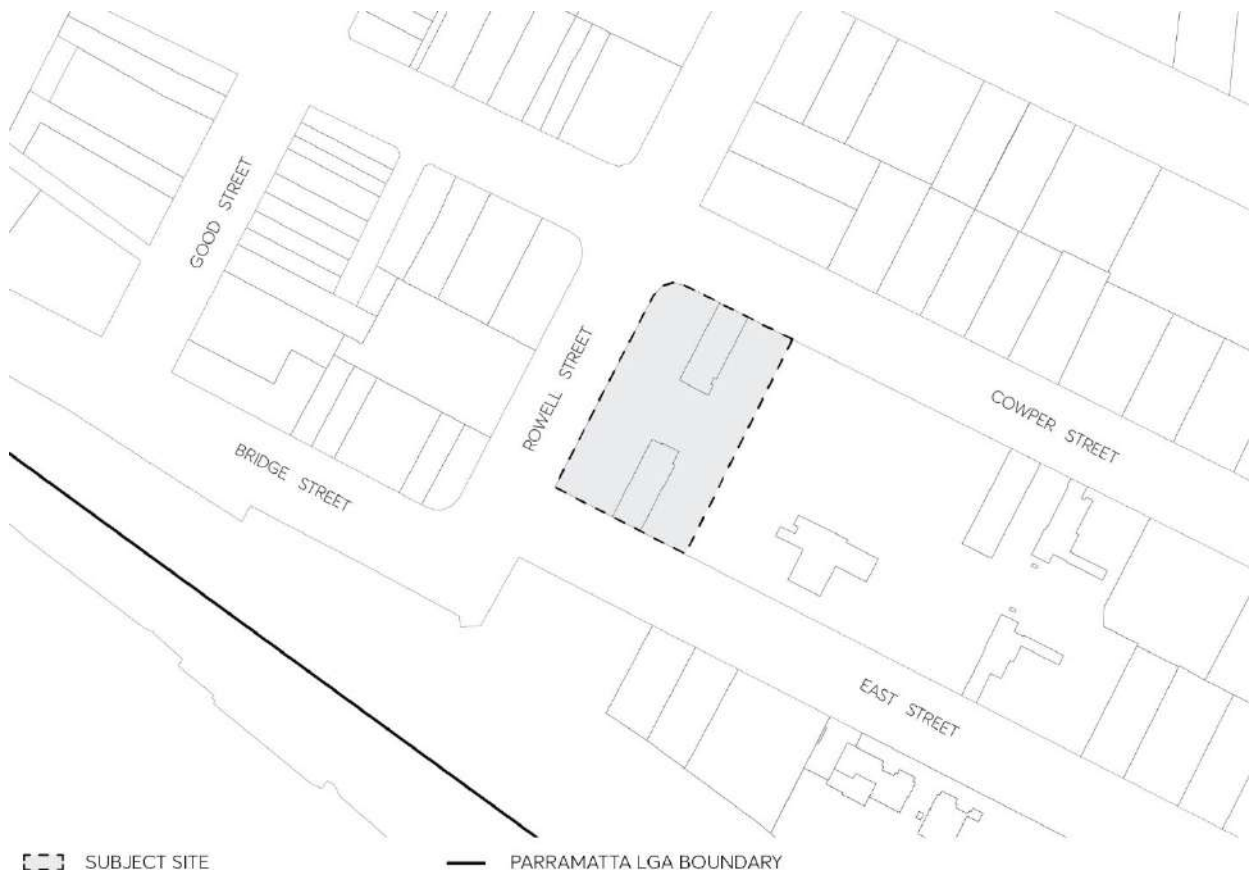 GOOD STREET
ROWELL STREET
BRIDGE STREET
COWPER STREET
EAST STREET
SUBJECT SITE
PARRAMATTA LGA BOUNDARY